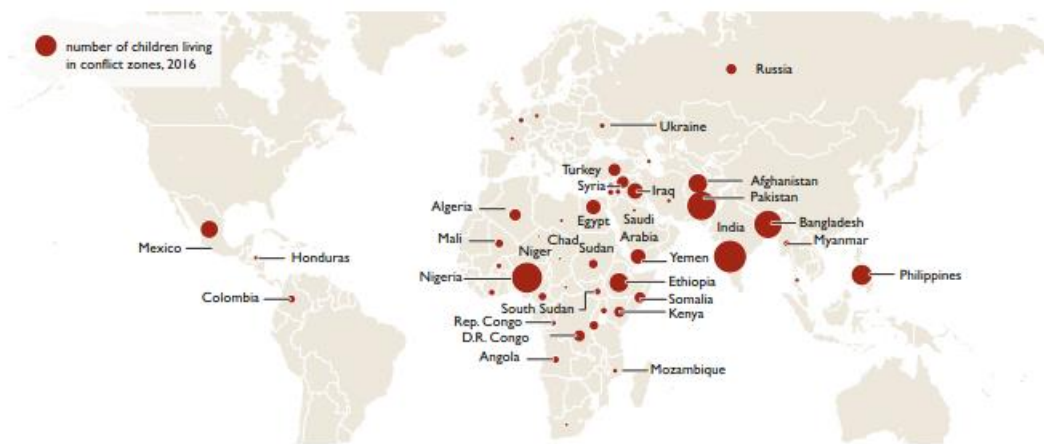 number of children living
in conflict zones, 2016
Russia
Ukraine
Turkey
Syria
Iraq
Afghanistan
Pakistan
Algeria
Egypt
Saudi
Arabia
India
Bangladesh
Myanmar
Mexico
Honduras
Mali
Chad
Sudan
Niger
Yemen
Nigeria
Ethiopia
Philippines
Colombia
South Sudan
Somalia
Rep. Congo
Kenya
D.R. Congo
Angola
Mozambique